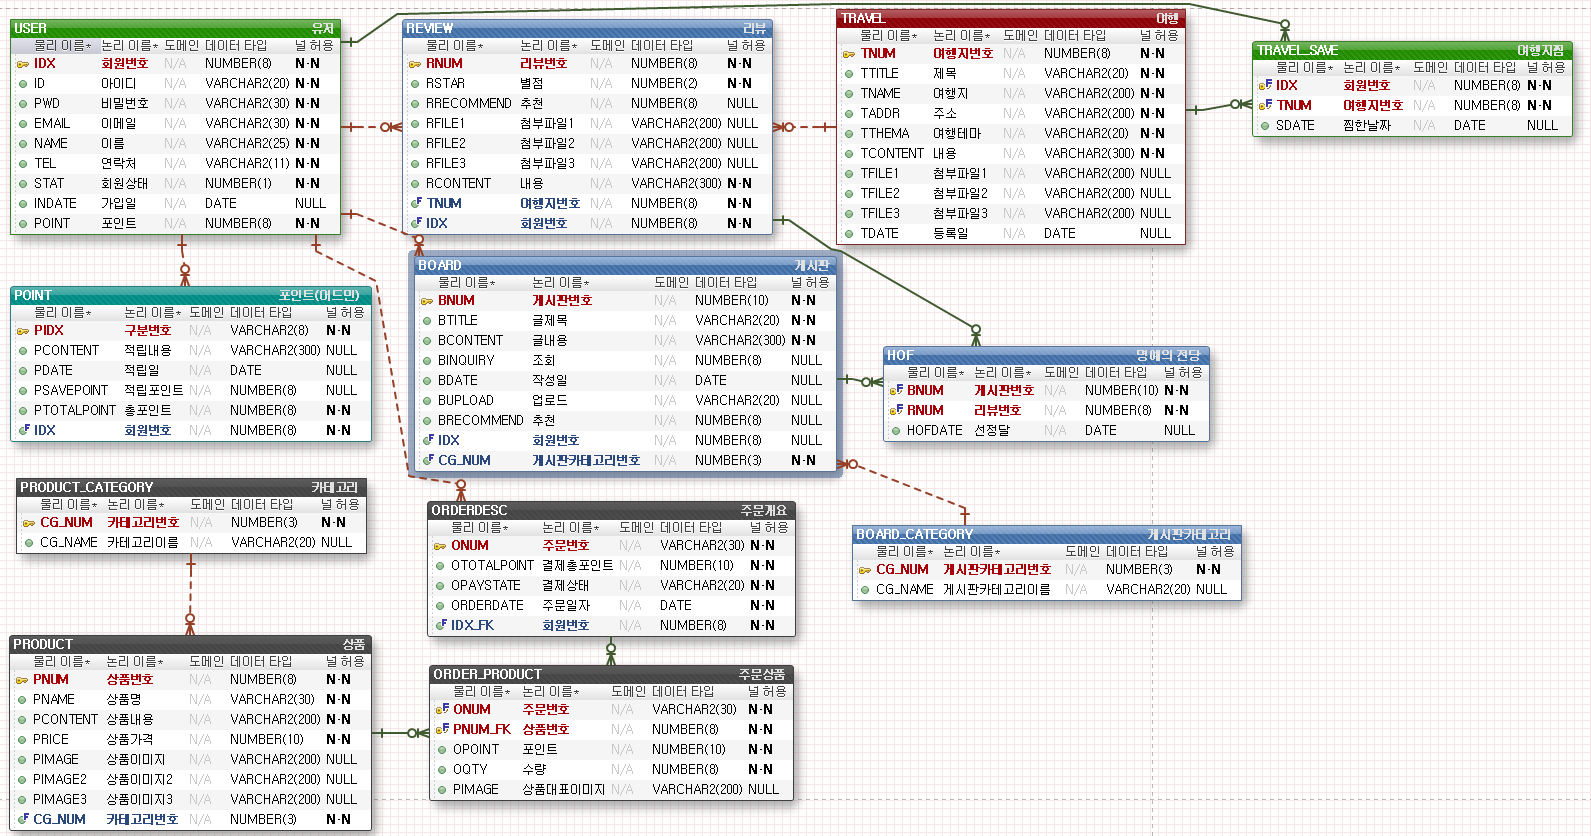 USER 유저
물리 이름* 논리 이름* 도메인 데이터 타입 널 허용
IDX 회원번호 N/A NUMBER(8) N-N
ID 아이디 N/A VARCHAR2(20) N-N
PWD 비밀번호 N/A VARCHAR2(30) N-N
EMAIL 이메일 N/A VARCHAR2(30) N-N
NAME 이름 N/A VARCHAR2(25) N-N
TEL 연락처 N/A VARCHAR2(11) N-N
STAT 회원상태 N/A NUMBER(1) N-N
INDATE 가입일 N/A DATE NULL
POINT 포인트 N/A NUMBER(8) N-N
REVIEW 리뷰
물리 이름* 논리 이름* 도메인 데이터 타입 널 허용
RNUM 리뷰번호 N/A NUMBER(8) N-N
RSTAR 별점 N/A NUMBER(2) N-N
RRECOMMEND 추천 N/A NUMBER(8) NULL
RFILE1 첨부파일1 N/A VARCHAR2(200) NULL
RFILE2 첨부파일2 N/A VARCHAR2(200) NULL
RFILE3 첨부파일3 N/A VARCHAR2(200) NULL
RCONTENT 내용 N/A VARCHAR2(300) N-N
TNUM 여행지번호 N/A NUMBER(8) N-N
IDX 회원번호 N/A NUMBER(8) N-N
TRAVEL 여행
물리 이름* 논리 이름* 도메인 데이터 타입 널 허용
TNUM 여행지번호 N/A NUMBER(8) N-N
TTITLE 제목 N/A VARCHAR2(20) N-N
TNAME 여행지 N/A VARCHAR2(200) N-N
TADDR 주소 N/A VARCHAR2(200) N-N
TTHEMA 여행테마 N/A VARCHAR2(20) N-N
TCONTENT 내용 N/A VARCHAR2(300) N-N
TFILE1 첨부파일1 N/A VARCHAR2(200) NULL
TFILE2 첨부파일2 N/A VARCHAR2(200) NULL
TFILE3 첨부파일3 N/A VARCHAR2(200) NULL
TDATE 등록일 N/A DATE NULL
TRAVEL_SAVE 여행지찜
물리 이름* 논리 이름* 도메인 데이터 타입 널 허용
IDX 회원번호 N/A NUMBER(8) N-N
TNUM 여행지번호 N/A NUMBER(8) N-N
SDATE 찜한날짜 N/A DATE NULL
POINT 포인트(어드민)
물리 이름* 논리 이름* 도메인 데이터 타입 널 허용
PIDX 구분번호 N/A VARCHAR2(8) N-N
PCONTENT 적립내용 N/A VARCHAR2(300) NULL
PDATE 적립일 N/A DATE NULL
PSAVEPOINT 적립포인트 N/A NUMBER(8) NULL
PTOTALPOINT 총포인트 N/A NUMBER(8) N-N
IDX 회원번호 N/A NUMBER(8) N-N
BOARD 게시판
물리 이름* 논리 이름* 도메인 데이터 타입 널 허용
BNUM 게시판번호 N/A NUMBER(10) N-N
BTITLE 글제목 N/A VARCHAR2(20) N-N
BCONTENT 글내용 N/A VARCHAR2(300) N-N
BINQUIRY 조회 N/A NUMBER(8) NULL
BDATE 작성일 N/A DATE NULL
BUPLOAD 업로드 N/A VARCHAR2(20) NULL
BRECOMMEND 추천 N/A NUMBER(8) NULL
IDX 회원번호 N/A NUMBER(8) NULL
CG_NUM 게시판카테고리번호 N/A NUMBER(3) N-N
HOF 명예의 전당
물리 이름* 논리 이름* 도메인 데이터 타입 널 허용
BNUM 게시판번호 N/A NUMBER(10) N-N
RNUM 리뷰번호 N/A NUMBER(8) N-N
HOFDATE 선정달 N/A DATE NULL
PRODUCT_CATEGORY 카테고리
물리 이름* 논리 이름* 도메인 데이터 타입 널 허용
CG_NUM 카테고리번호 N/A NUMBER(3) N-N
CG_NAME 카테고리이름 N/A VARCHAR2(20) NULL
ORDERDESC 주문개요
물리 이름* 논리 이름* 도메인 데이터 타입 널 허용
ONUM 주문번호 N/A VARCHAR2(30) N-N
OTOTALPOINT 결제총포인트 N/A NUMBER(10) N-N
OPAYSTATE 결제상태 N/A VARCHAR2(20) N-N
ORDERDATE 주문일자 N/A DATE N-N
IDX_FK 회원번호 N/A NUMBER(8) N-N
BOARD_CATEGORY 게시판카테고리
물리 이름* 논리 이름* 도메인 데이터 타입 널 허용
CG_NUM 게시판카테고리번호 N/A NUMBER(3) N-N
CG_NAME 게시판카테고리이름 N/A VARCHAR2(20) NULL
PRODUCT 상품
물리 이름* 논리 이름* 도메인 데이터 타입 널 허용
PNUM 상품번호 N/A NUMBER(8) N-N
PNAME 상품명 N/A VARCHAR2(30) N-N
PCONTENT 상품내용 N/A VARCHAR2(200) N-N
PRICE 상품가격 N/A NUMBER(10) N-N
PIMAGE 상품이미지 N/A VARCHAR2(200) NULL
PIMAGE2 상품이미지2 N/A VARCHAR2(200) NULL
PIMAGE3 상품이미지3 N/A VARCHAR2(200) NULL
CG_NUM 카테고리번호 N/A NUMBER(3) N-N
ORDER_PRODUCT 주문상품
물리 이름* 논리 이름* 도메인 데이터 타입 널 허용
ONUM 주문번호 N/A VARCHAR2(30) N-N
PNUM_FK 상품번호 N/A NUMBER(8) N-N
OPOINT 포인트 N/A NUMBER(10) N-N
OQTY 수량 N/A NUMBER(8) N-N
PIMAGE 상품대표이미지 N/A VARCHAR2(200) NULL